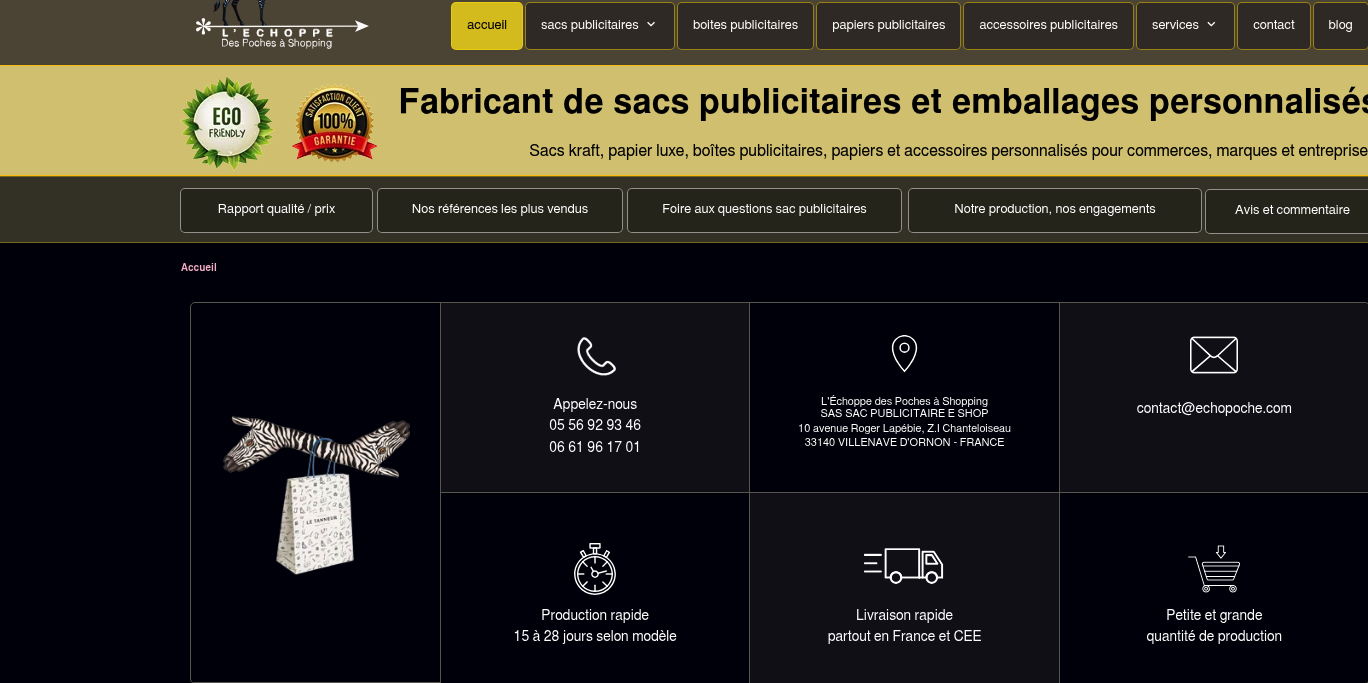 L'ECHOPPE
Des Poches à Shopping
accueil
sacs publicitaires
boites publicitaires
papiers publicitaires
accessoires publicitaires
services
contact
blog
ECO
FRIENDLY
SATISFACTION CLIENT
100%
GARANTIE
Fabricant de sacs publicitaires et emballages personnalisés
Sacs kraft, papier luxe, boîtes publicitaires, papiers et accessoires personnalisés pour commerces, marques et entreprise
Rapport qualité / prix
Nos références les plus vendus
Foire aux questions sac publicitaires
Notre production, nos engagements
Avis et commentaire
Accueil
Appelez-nous
05 56 92 93 46
06 61 96 17 01
L'Échoppe des Poches à Shopping
SAS SAC PUBLICITAIRE E SHOP
10 avenue Roger Lapébie, Z.I Chanteloiseau
33140 VILLENAVE D'ORNON - FRANCE
contact@echopoche.com
LE TANNEUR
Production rapide
15 à 28 jours selon modèle
Livraison rapide
partout en France et CEE
Petite et grande
quantité de production